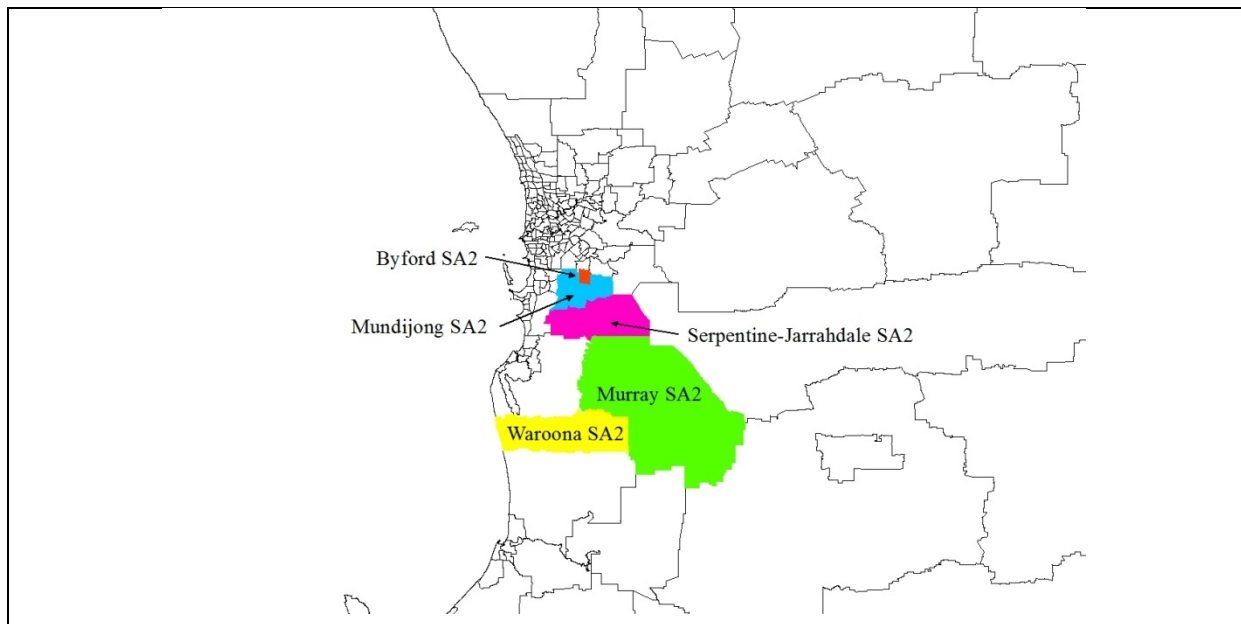 Byford SA2
Mundijong SA2
Serpentine-Jarrahdale SA2
Murray SA2
Waroona SA2